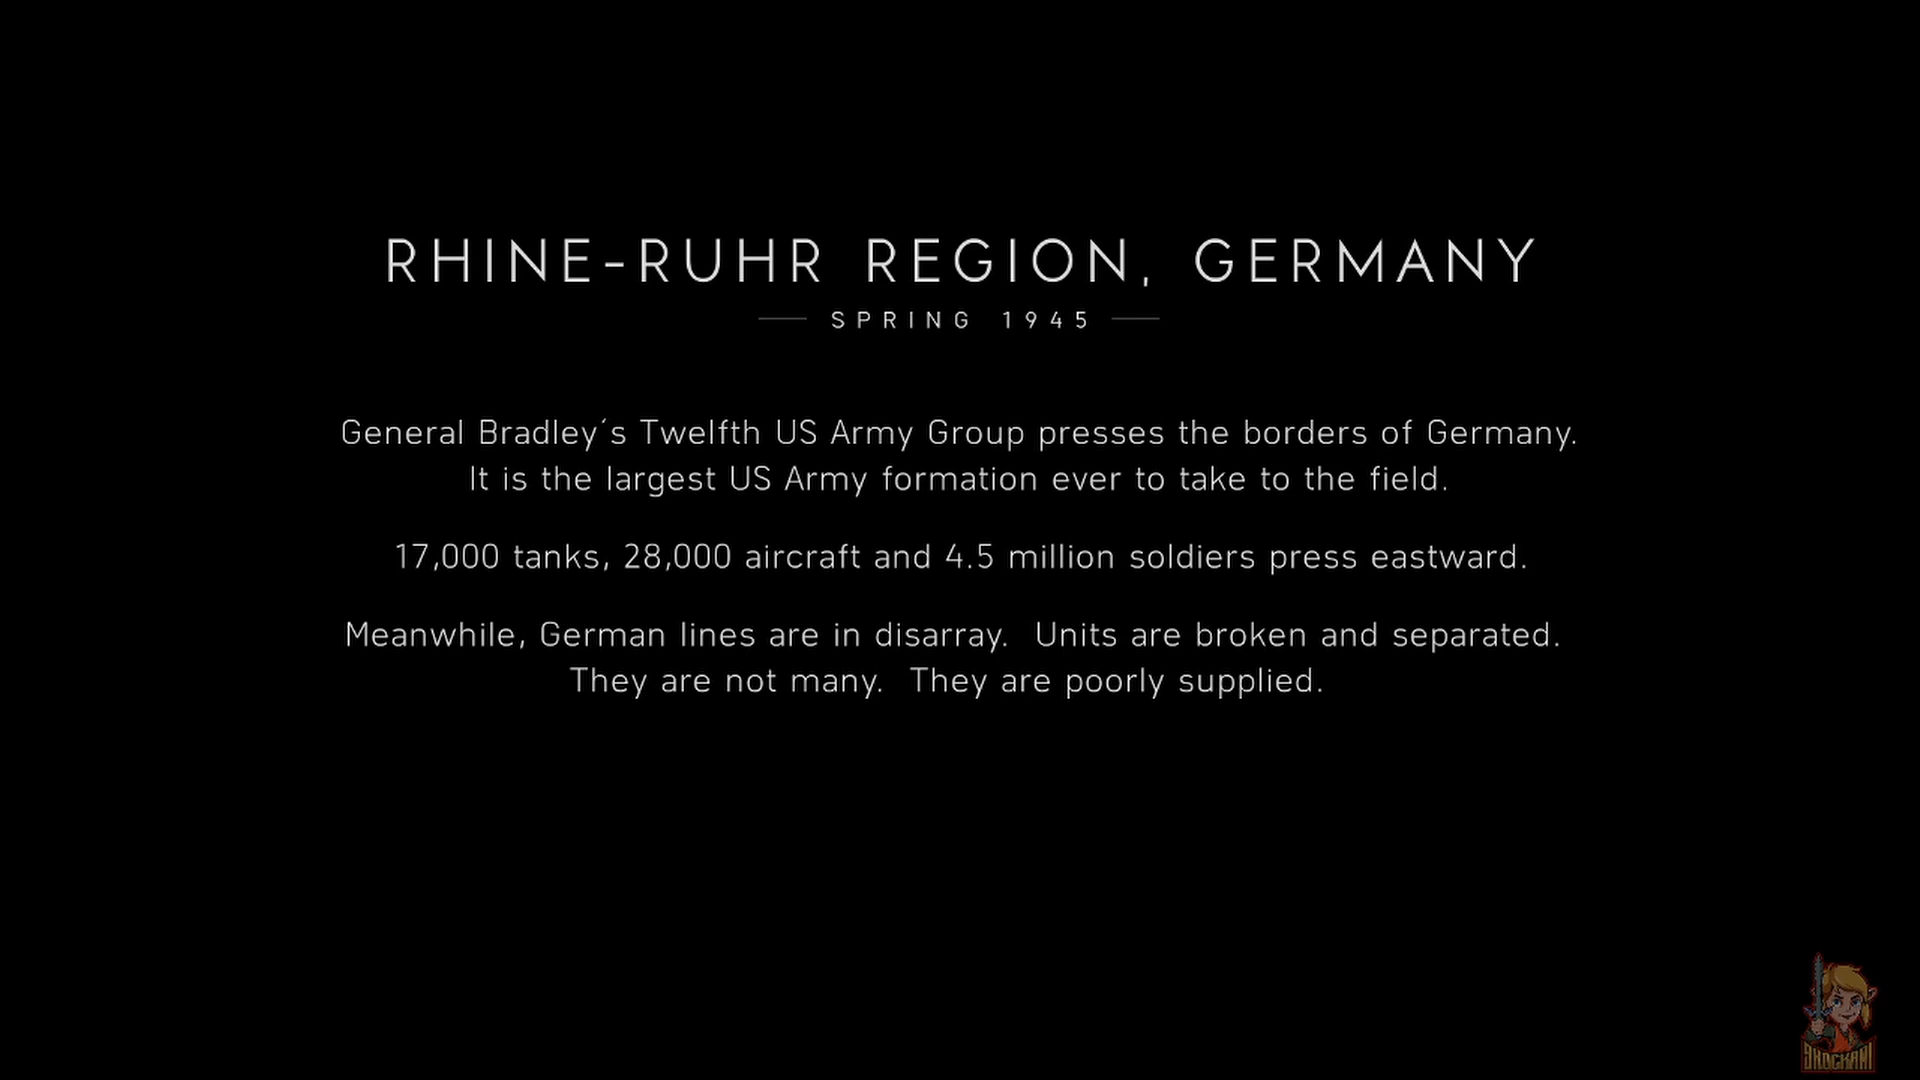 RHINE-RUHR REGION, GERMANY
SPRING 1945
General Bradley´s Twelfth US Army Group presses the borders of Germany.
It is the largest US Army formation ever to take to the field.
17,000 tanks, 28,000 aircraft and 4.5 million soldiers press eastward.
Meanwhile, German lines are in disarray.  Units are broken and separated.
They are not many.  They are poorly supplied.